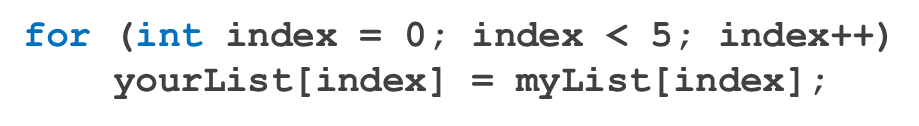 for (int index = 0; index < 5; index++)
    yourList[index] = myList[index];